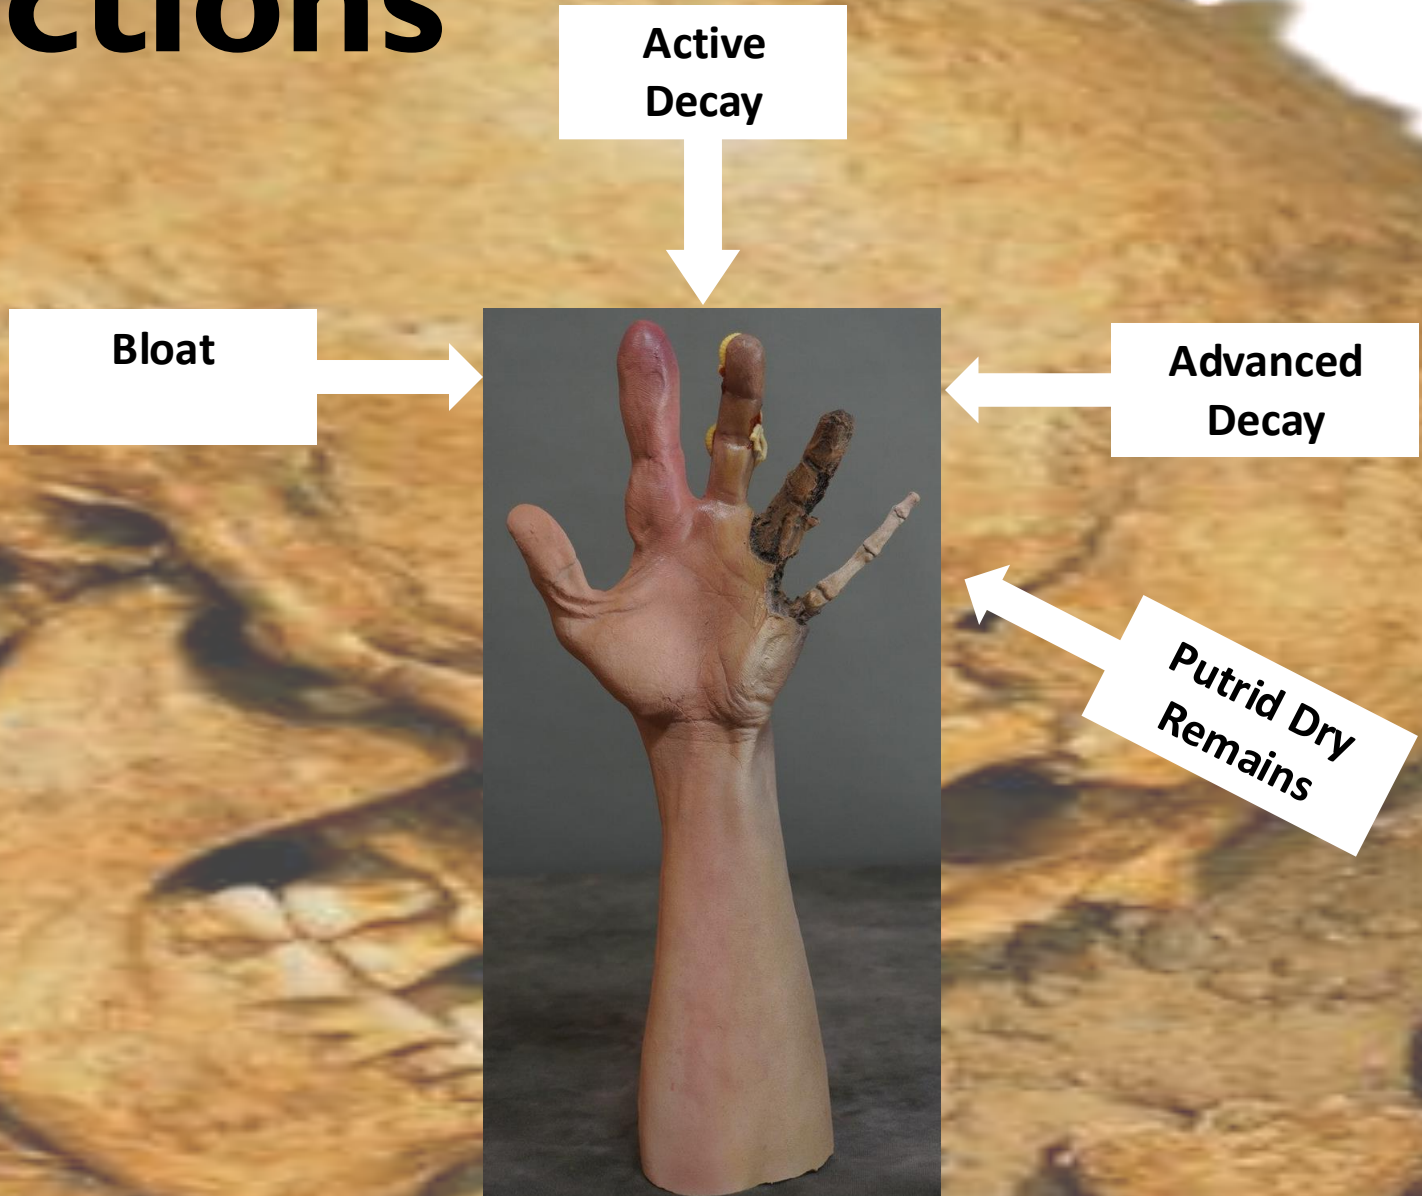 ctions
Active
Decay
Bloat
Advanced
Decay
Putrid Dry
Remains